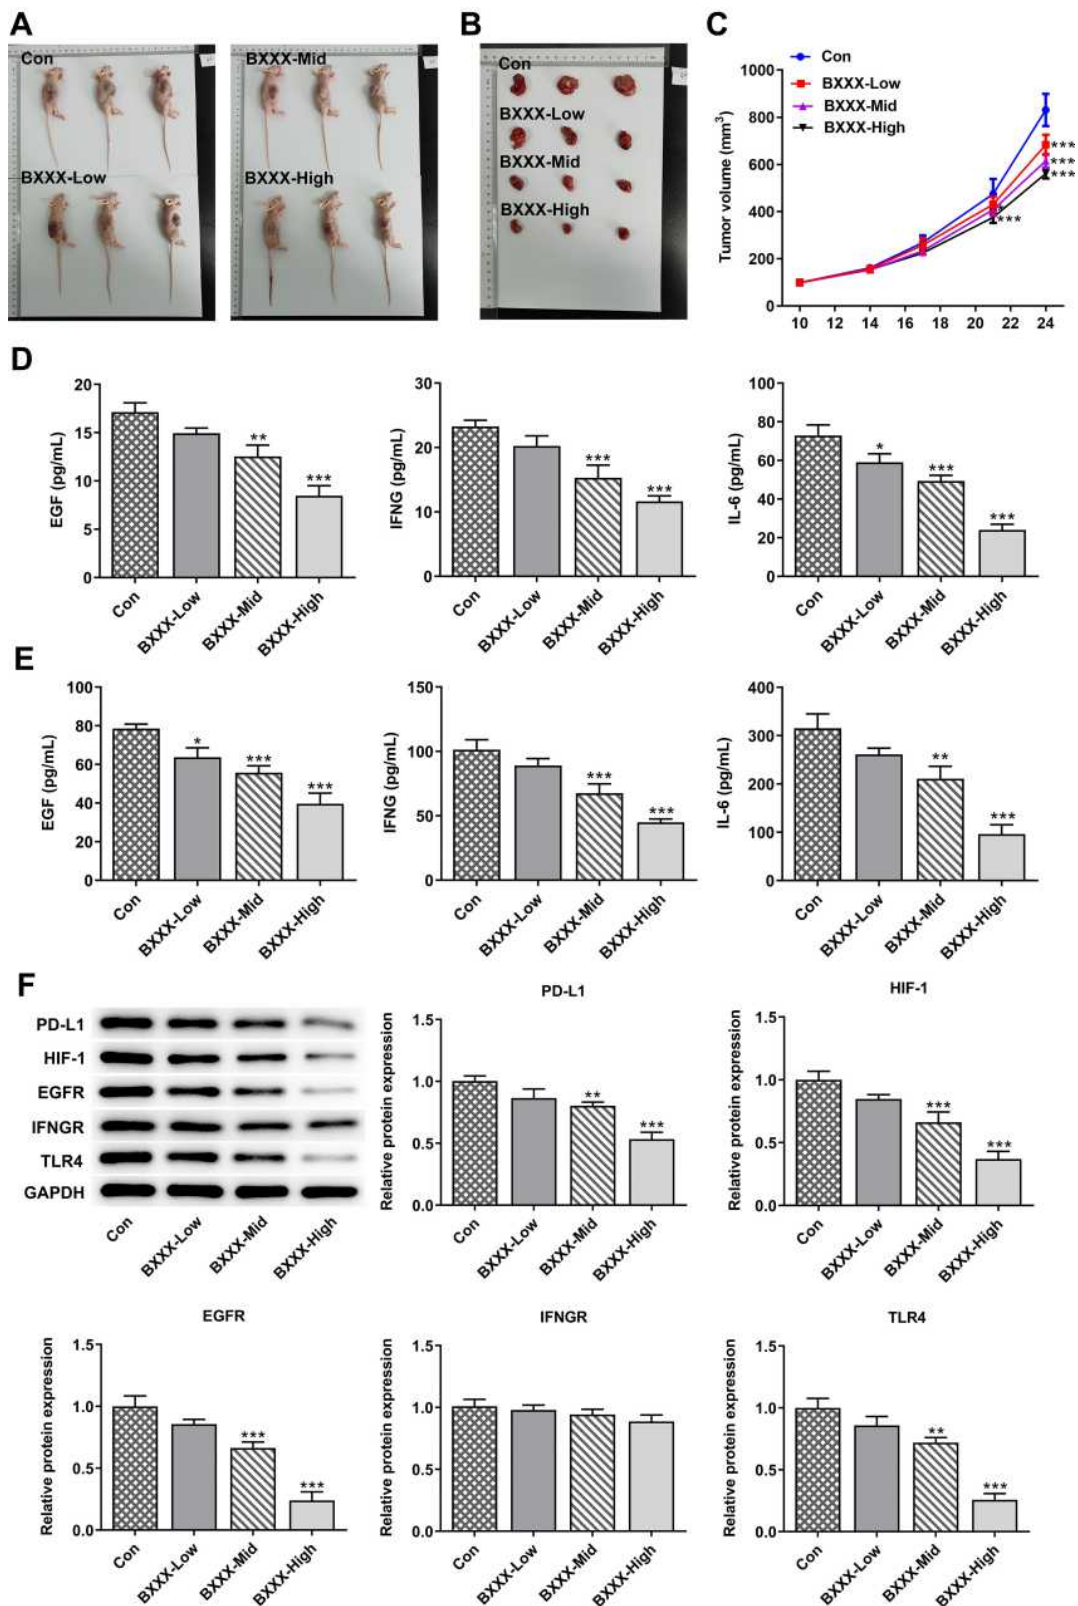 A
B
C
Con
BXXX-Mid
BXXX-Low
BXXX-High
Con
BXXX-Low
BXXX-Mid
BXXX-High
Con
BXXX-Low
BXXX-Mid
BXXX-High
Tumor volume (mm³)
1000
800
600
400
200
0
10 12 14 16 18 20 22 24
***
***
***
***
D
EGF (pg/mL)
20
15
10
5
0
**
***
Con
BXXX-Low
BXXX-Mid
BXXX-High
IFNG (pg/mL)
30
20
10
0
***
***
Con
BXXX-Low
BXXX-Mid
BXXX-High
IL-6 (pg/mL)
80
60
40
20
0
*
***
***
Con
BXXX-Low
BXXX-Mid
BXXX-High
E
EGF (pg/mL)
100
80
60
40
20
0
*
***
***
Con
BXXX-Low
BXXX-Mid
BXXX-High
IFNG (pg/mL)
150
100
50
0
***
***
Con
BXXX-Low
BXXX-Mid
BXXX-High
IL-6 (pg/mL)
400
300
200
100
0
**
***
Con
BXXX-Low
BXXX-Mid
BXXX-High
F
PD-L1
HIF-1
EGFR
IFNGR
TLR4
GAPDH
Con
BXXX-Low
BXXX-Mid
BXXX-High
PD-L1
Relative protein expression
1.5
1.0
0.5
0.0
**
***
Con
BXXX-Low
BXXX-Mid
BXXX-High
HIF-1
Relative protein expression
1.5
1.0
0.5
0.0
***
***
Con
BXXX-Low
BXXX-Mid
BXXX-High
EGFR
Relative protein expression
1.5
1.0
0.5
0.0
***
***
Con
BXXX-Low
BXXX-Mid
BXXX-High
IFNGR
Relative protein expression
1.5
1.0
0.5
0.0
Con
BXXX-Low
BXXX-Mid
BXXX-High
TLR4
Relative protein expression
1.5
1.0
0.5
0.0
**
***
Con
BXXX-Low
BXXX-Mid
BXXX-High